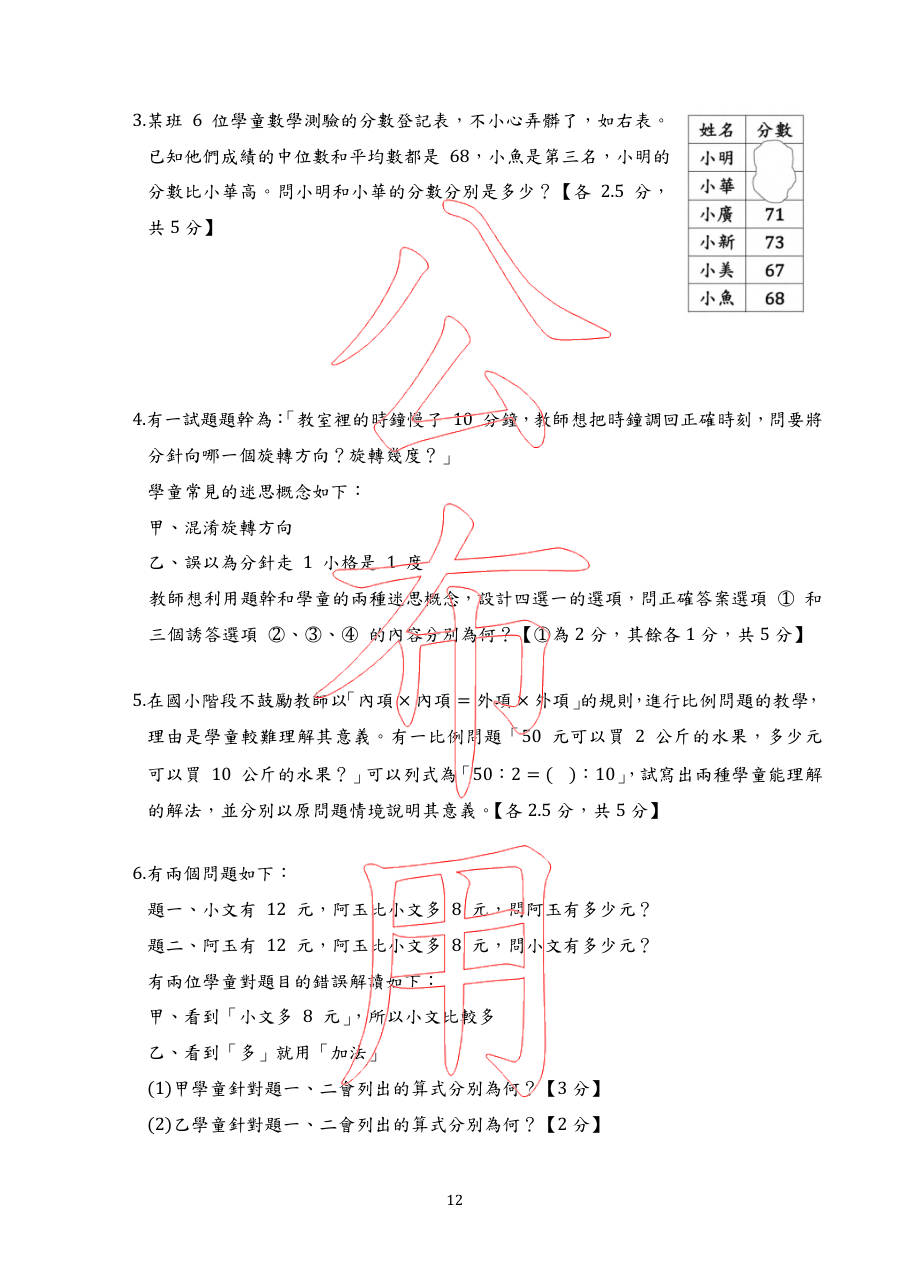 3.某班 6 位學童數學測驗的分數登記表，不小心弄髒了，如右表。
已知他們成績的中位數和平均數都是 68，小魚是第三名，小明的
分數比小華高。問小明和小華的分數分別是多少？【各 2.5 分，
共 5 分】
姓名 分數
小明
小華
小廣 71
小新 73
小美 67
小魚 68
4.有一試題題幹為：「教室裡的時鐘慢了 10 分鐘，教師想把時鐘調回正確時刻，問要將
分針向哪一個旋轉方向？旋轉幾度？」
學童常見的迷思概念如下：
甲、混淆旋轉方向
乙、誤以為分針走 1 小格是 1 度
教師想利用題幹和學童的兩種迷思概念，設計四選一的選項，問正確答案選項 ① 和
三個誘答選項 ②、③、④ 的內容分別為何？【①為 2 分，其餘各 1 分，共 5 分】
5.在國小階段不鼓勵教師以「內項 × 內項 = 外項 × 外項」的規則，進行比例問題的教學，
理由是學童較難理解其意義。有一比例問題「50 元可以買 2 公斤的水果，多少元
可以買 10 公斤的水果？」可以列式為「50：2 = (   )：10」，試寫出兩種學童能理解
的解法，並分別以原問題情境說明其意義。【各 2.5 分，共 5 分】
6.有兩個問題如下：
題一、小文有 12 元，阿玉比小文多 8 元，問阿玉有多少元？
題二、阿玉有 12 元，阿玉比小文多 8 元，問小文有多少元？
有兩位學童對題目的錯誤解讀如下：
甲、看到「小文多 8 元」，所以小文比較多
乙、看到「多」就用「加法」
(1)甲學童針對題一、二會列出的算式分別為何？【3 分】
(2)乙學童針對題一、二會列出的算式分別為何？【2 分】
公布用
12